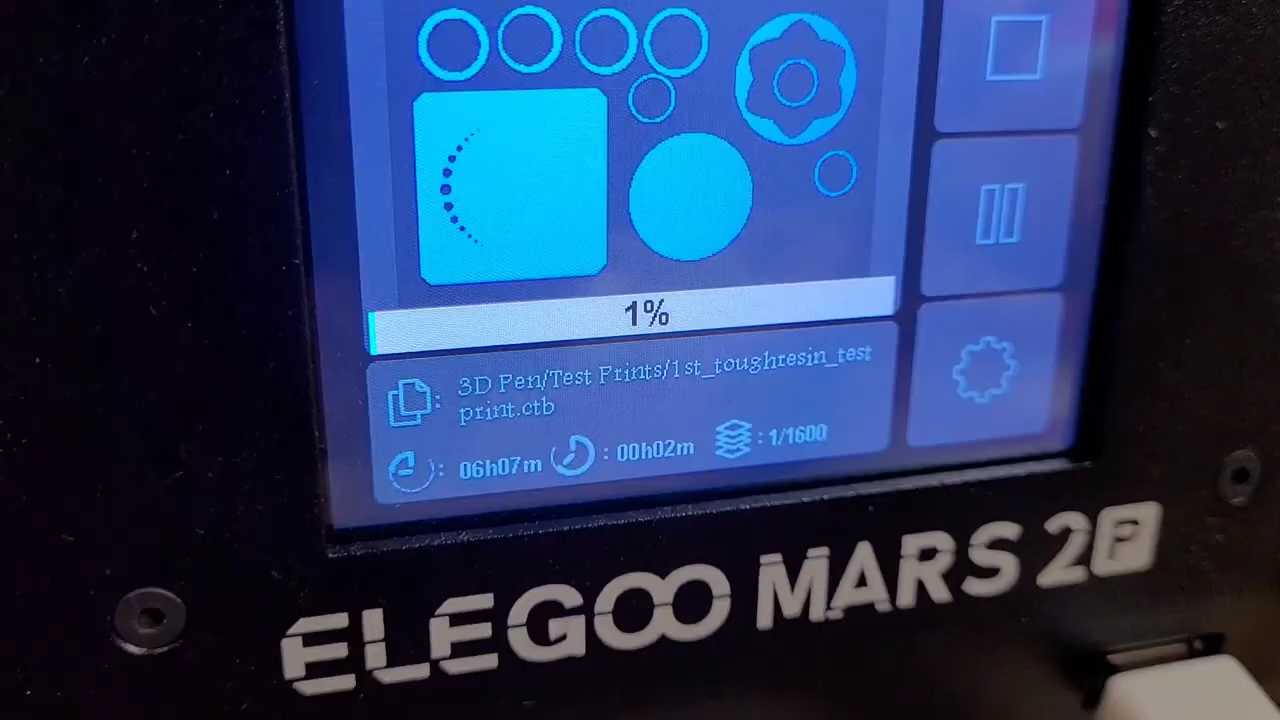 1%
3D Pen/Test Prints/1st_toughresin_test
print.ctb
: 06h07m : 00h02m : 1/1600
ELEGOO MARS 2P